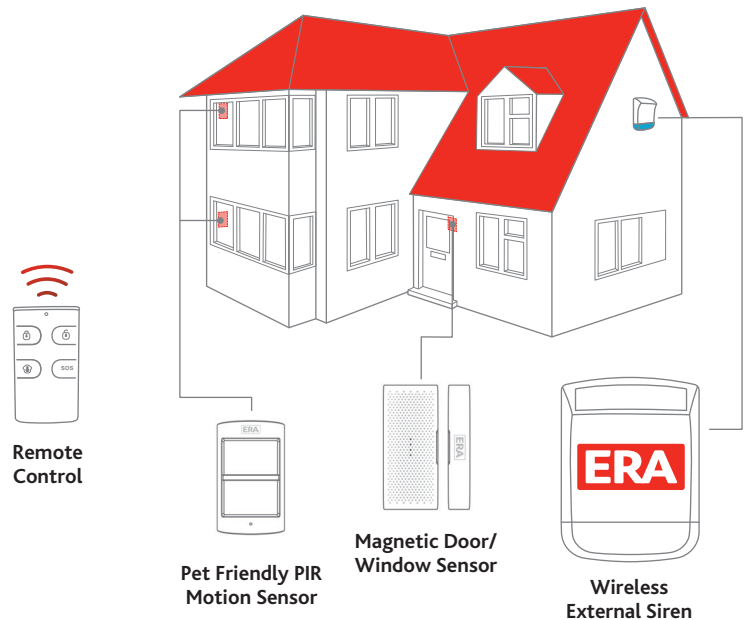 SOS
Remote
Control
ERA
Pet Friendly PIR
Motion Sensor
ERA
Magnetic Door/
Window Sensor
ERA
Wireless
External Siren